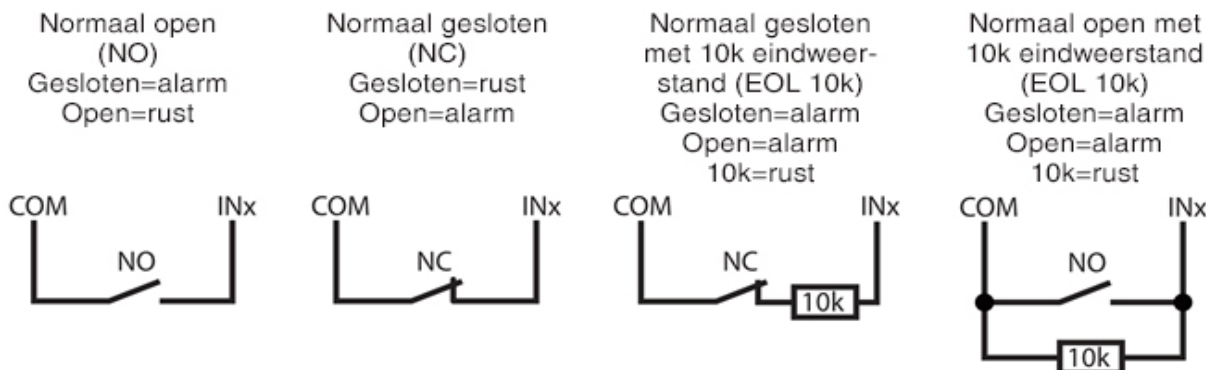 Normaal open
(NO)
Gesloten=alarm
Open=rust
COM
INx
NO
Normaal gesloten
(NC)
Gesloten=rust
Open=alarm
COM
INx
NC
Normaal gesloten
met 10k eindweer-
stand (EOL 10k)
Gesloten=alarm
Open=alarm
10k=rust
COM
INx
NC
10k
Normaal open met
10k eindweerstand
(EOL 10k)
Gesloten=alarm
Open=alarm
10k=rust
COM
INx
NO
10k